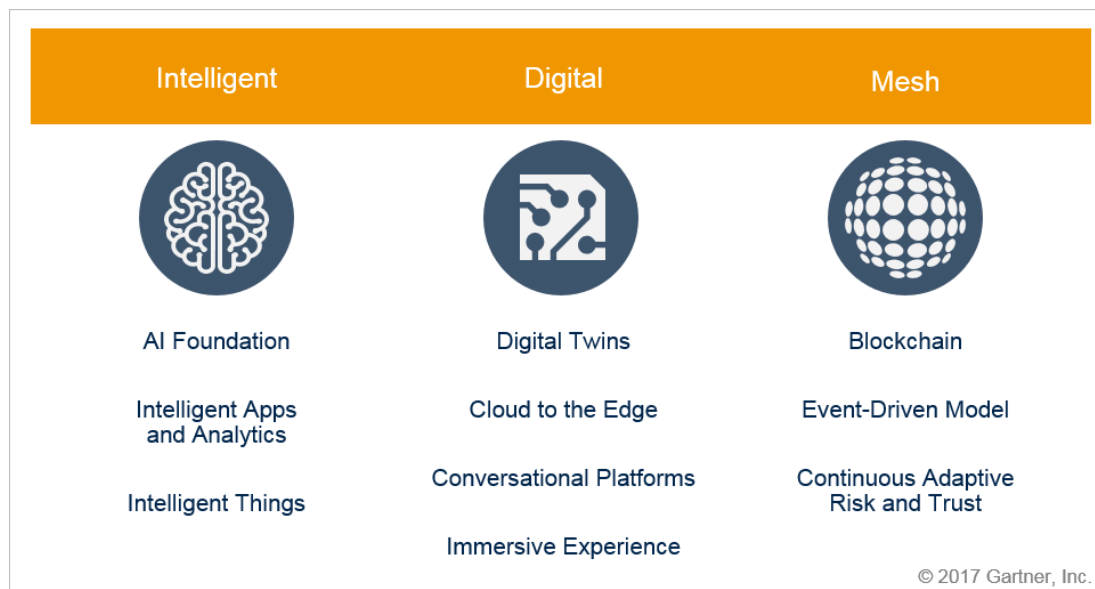 Intelligent
Digital
Mesh
AI Foundation
Intelligent Apps
and Analytics
Intelligent Things
Digital Twins
Cloud to the Edge
Conversational Platforms
Immersive Experience
Blockchain
Event-Driven Model
Continuous Adaptive
Risk and Trust
© 2017 Gartner, Inc.